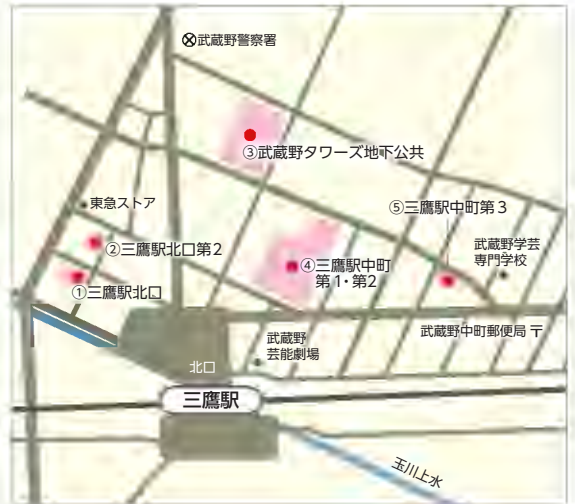 武蔵野警察署
③武蔵野タワーズ地下公共
⑤三鷹駅中町第3
東急ストア
②三鷹駅北口第2
武蔵野学芸
専門学校
④三鷹駅中町
第1・第2
①三鷹駅北口
武蔵野中町郵便局〒
武蔵野
芸能劇場
北口
三鷹駅
玉川上水